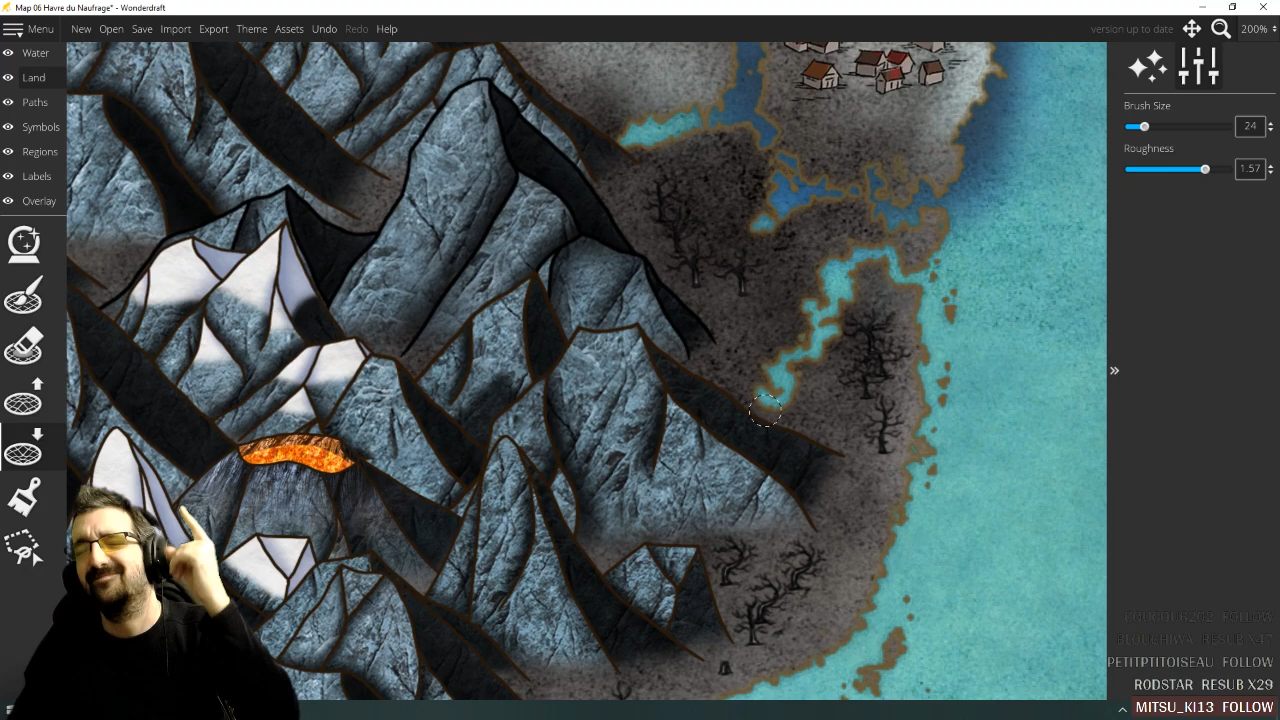 Map 06 Havre du Naufrage* - Wonderdraft
Menu New Open Save Import Export Theme Assets Undo Redo Help version up to date 200%
Water
Land
Paths
Symbols
Regions
Labels
Overlay
Brush Size
24
Roughness
1.57
RESUB X47
PETITPTITOISEAU FOLLOW
RODSTAR RESUB X29
MITSU_KI13 FOLLOW